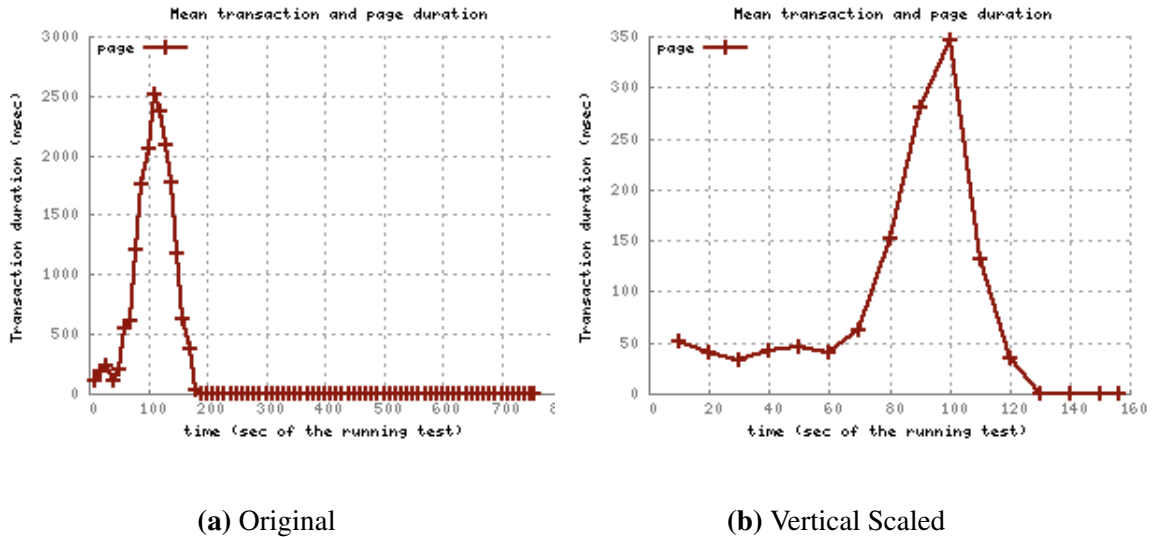 Mean transaction and page duration
page
Transaction duration (msec)
3000
2500
2000
1500
1000
500
0
0 100 200 300 400 500 600 700 8
time (sec of the running test)
(a) Original
Mean transaction and page duration
page
Transaction duration (msec)
350
300
250
200
150
100
50
0
0 20 40 60 80 100 120 140 160
time (sec of the running test)
(b) Vertical Scaled